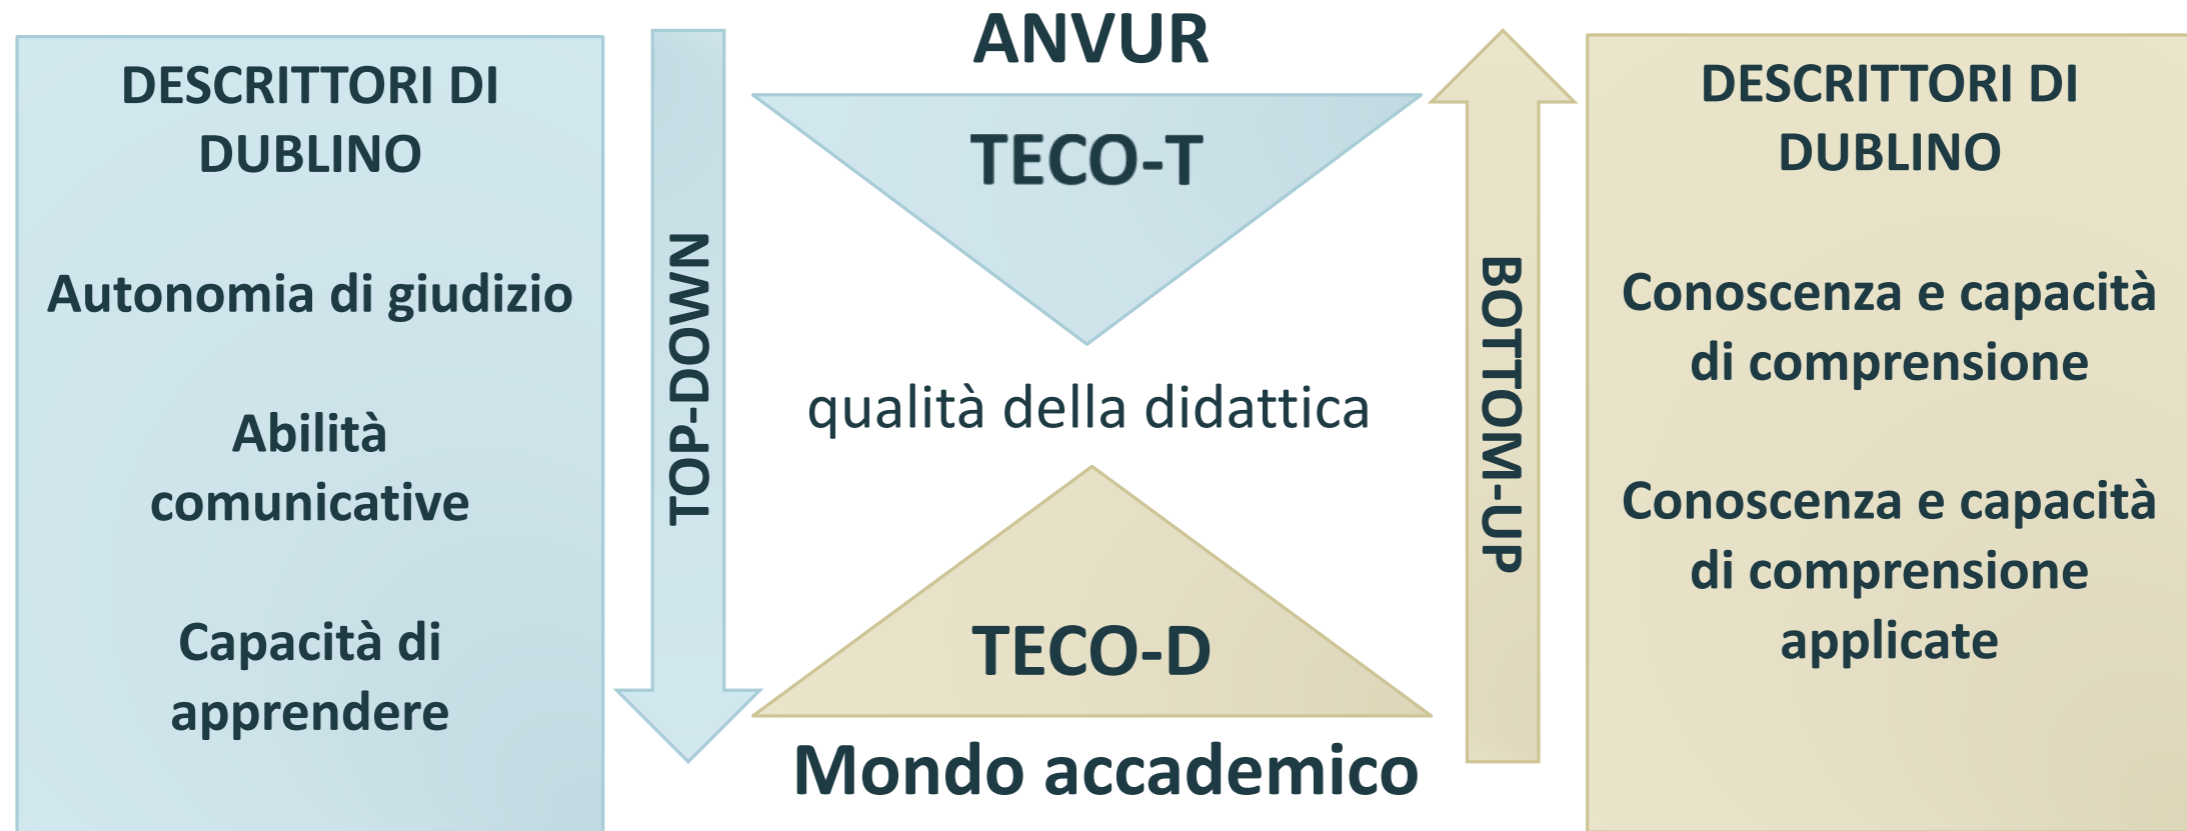 DESCRITTORI DI
DUBLINO
Autonomia di giudizio
Abilità
comunicative
Capacità di
apprendere
TOP-DOWN
ANVUR
TECO-T
qualità della didattica
TECO-D
Mondo accademico
BOTTOM-UP
DESCRITTORI DI
DUBLINO
Conoscenza e capacità
di comprensione
Conoscenza e capacità
di comprensione
applicate